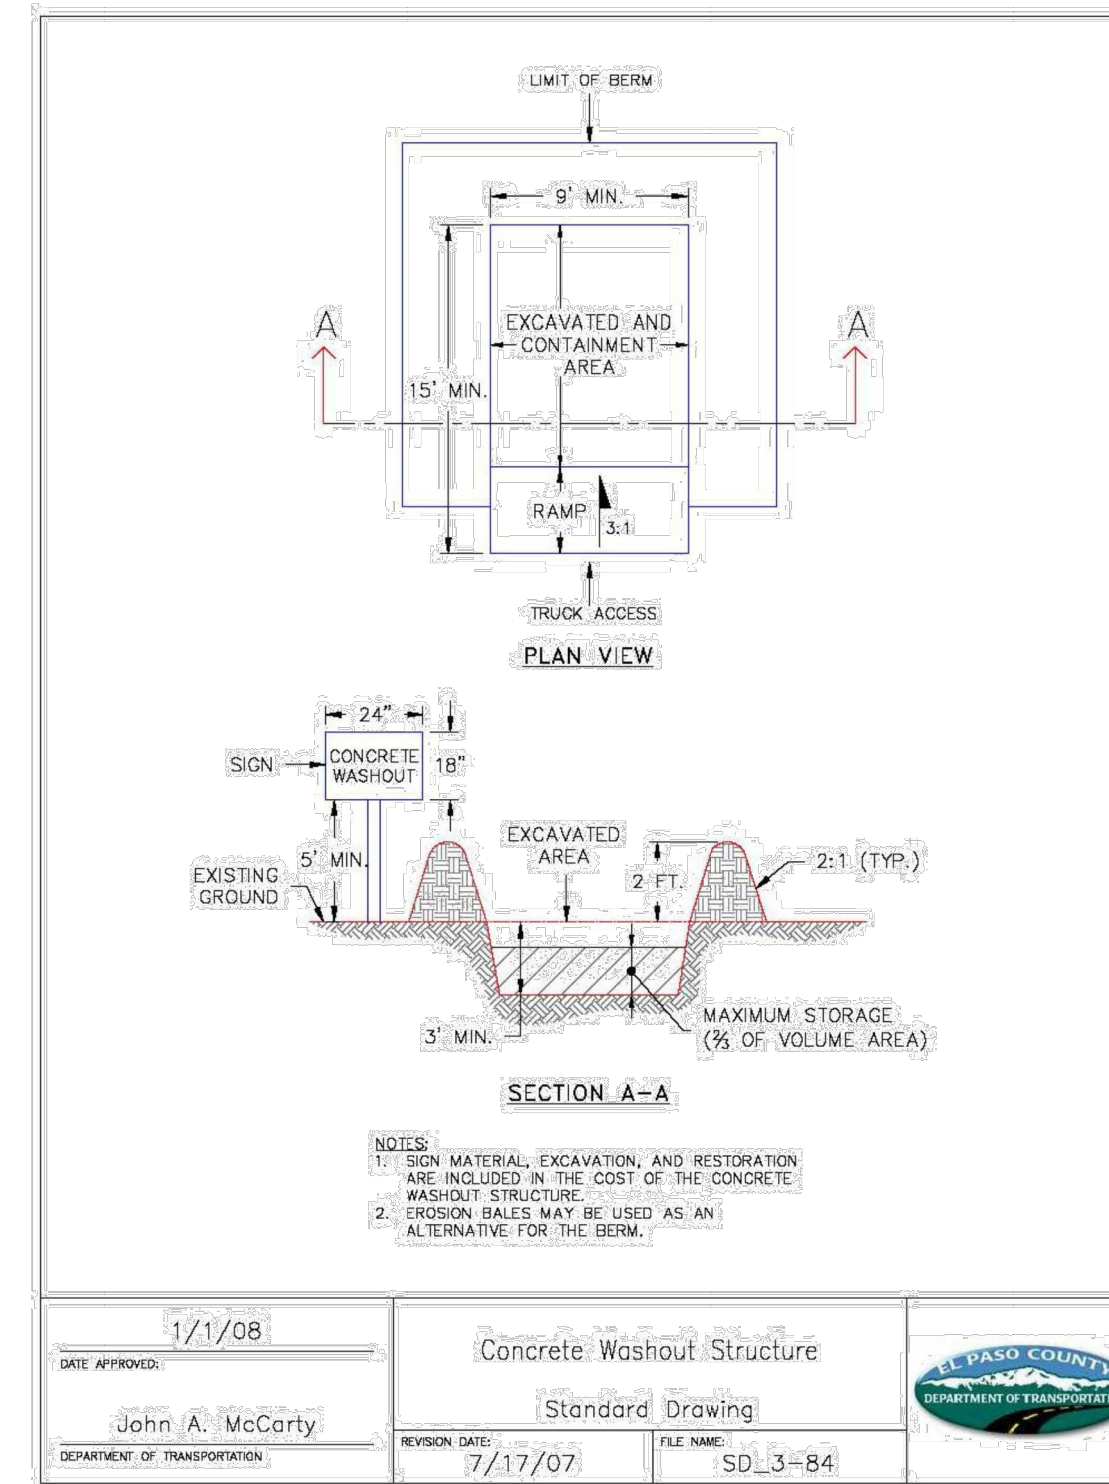 LIMIT OF BERM
9' MIN.
A
A
EXCAVATED AND
CONTAINMENT
AREA
15' MIN.
RAMP
3:1
TRUCK ACCESS
PLAN VIEW
24"
SIGN
CONCRETE
WASHOUT
18"
EXCAVATED
AREA
5' MIN.
2 FT.
2:1 (TYP.)
EXISTING
GROUND
3' MIN.
MAXIMUM STORAGE
(⅔ OF VOLUME AREA)
SECTION A-A
NOTES:
1. SIGN MATERIAL, EXCAVATION, AND RESTORATION
ARE INCLUDED IN THE COST OF THE CONCRETE
WASHOUT STRUCTURE.
2. EROSION BALES MAY BE USED AS AN
ALTERNATIVE FOR THE BERM.
1/1/08
DATE APPROVED:
John A. McCarty
DEPARTMENT OF TRANSPORTATION
Concrete Washout Structure
Standard Drawing
REVISION DATE:
7/17/07
FILE NAME:
SD_3-84
EL PASO COUNTY
DEPARTMENT OF